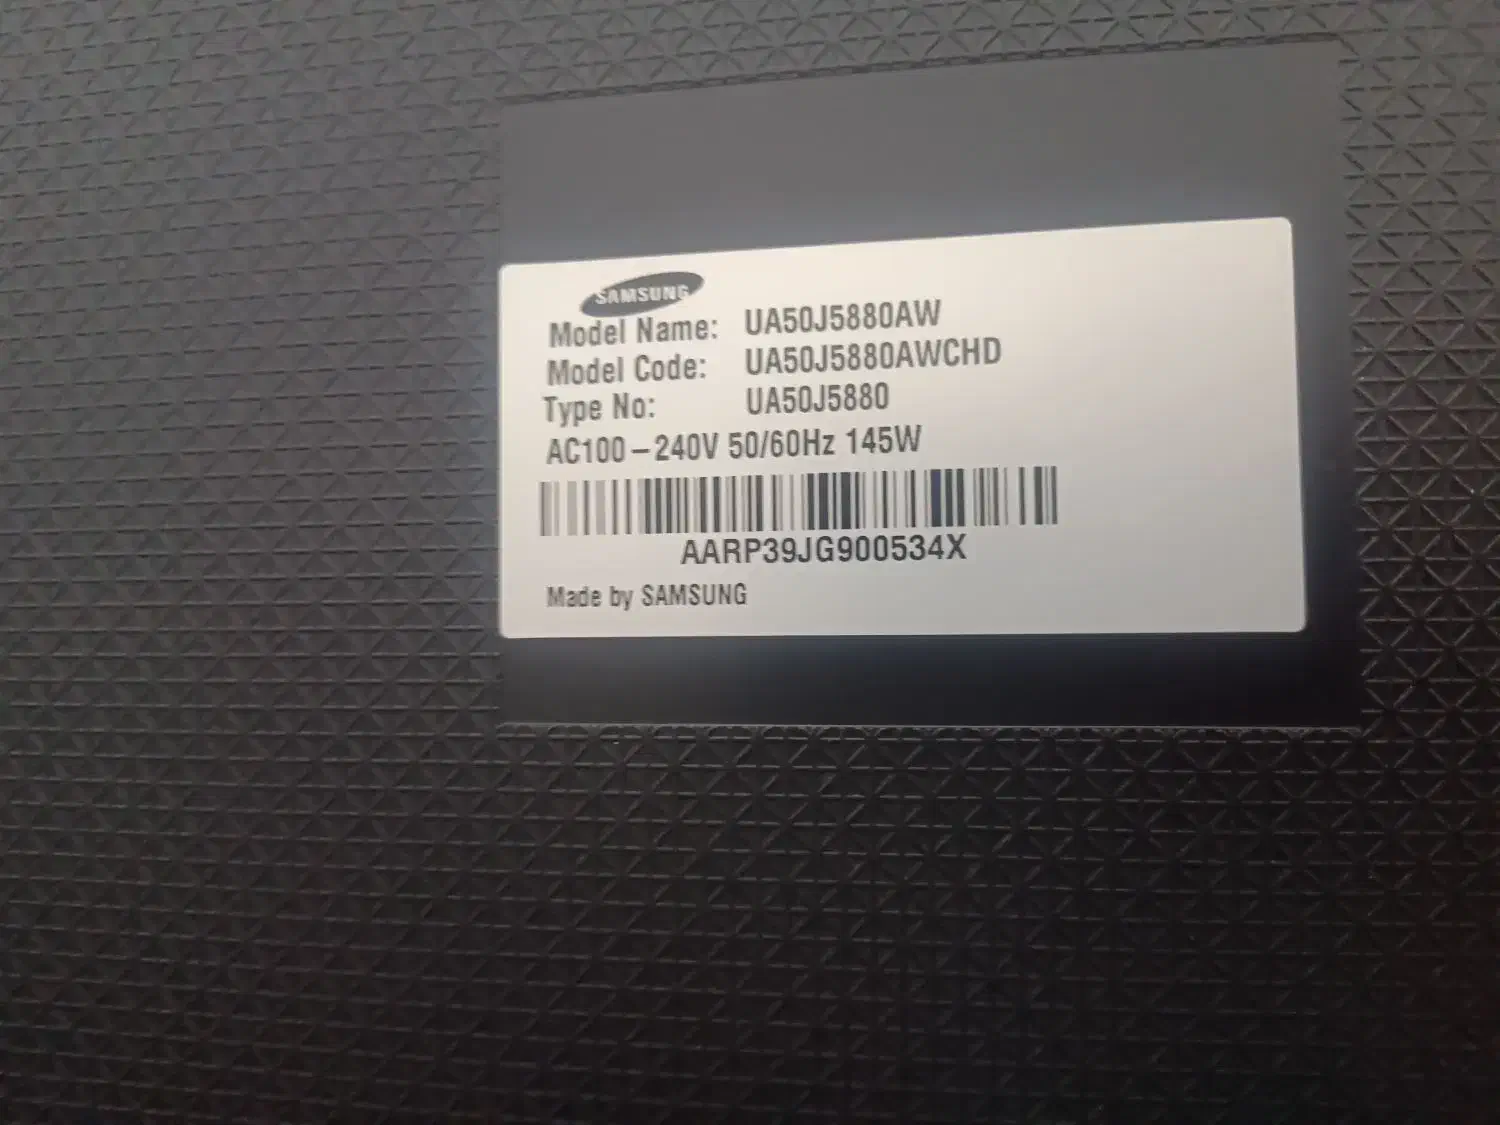 SAMSUNG
Model Name: UA50J5880AW
Model Code: UA50J5880AWCHD
Type No: UA50J5880
AC100-240V 50/60Hz 145W
AARP39JG900534X
Made by SAMSUNG